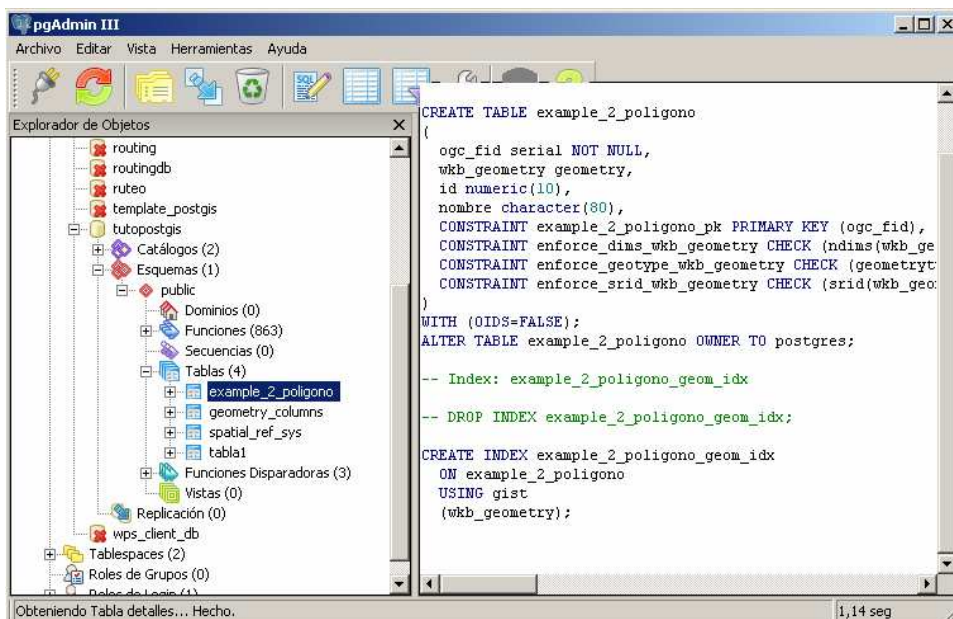 pgAdmin III
Archivo Editar Vista Herramientas Ayuda
SQL
Explorador de Objetos
routing
routingdb
ruteo
template_postgis
tutopostgis
Catálogos (2)
Esquemas (1)
public
Dominios (0)
Funciones (863)
Secuencias (0)
Tablas (4)
example_2_poligono
geometry_columns
spatial_ref_sys
tabla1
Funciones Disparadoras (3)
Vistas (0)
Replicación (0)
wps_client_db
Tablespaces (2)
Roles de Grupos (0)
Roles de Login (1)
CREATE TABLE example_2_poligono
(
ogc_fid serial NOT NULL,
wkb_geometry geometry,
id numeric(10),
nombre character(80),
CONSTRAINT example_2_poligono_pk PRIMARY KEY (ogc_fid),
CONSTRAINT enforce_dims_wkb_geometry CHECK (ndims(wkb_ge
CONSTRAINT enforce_geotype_wkb_geometry CHECK (geometryt
CONSTRAINT enforce_srid_wkb_geometry CHECK (srid(wkb_geo
)
WITH (OIDS=FALSE);
ALTER TABLE example_2_poligono OWNER TO postgres;
-- Index: example_2_poligono_geom_idx
-- DROP INDEX example_2_poligono_geom_idx;
CREATE INDEX example_2_poligono_geom_idx
ON example_2_poligono
USING gist
(wkb_geometry);
Obteniendo Tabla detalles... Hecho.
1,14 seg